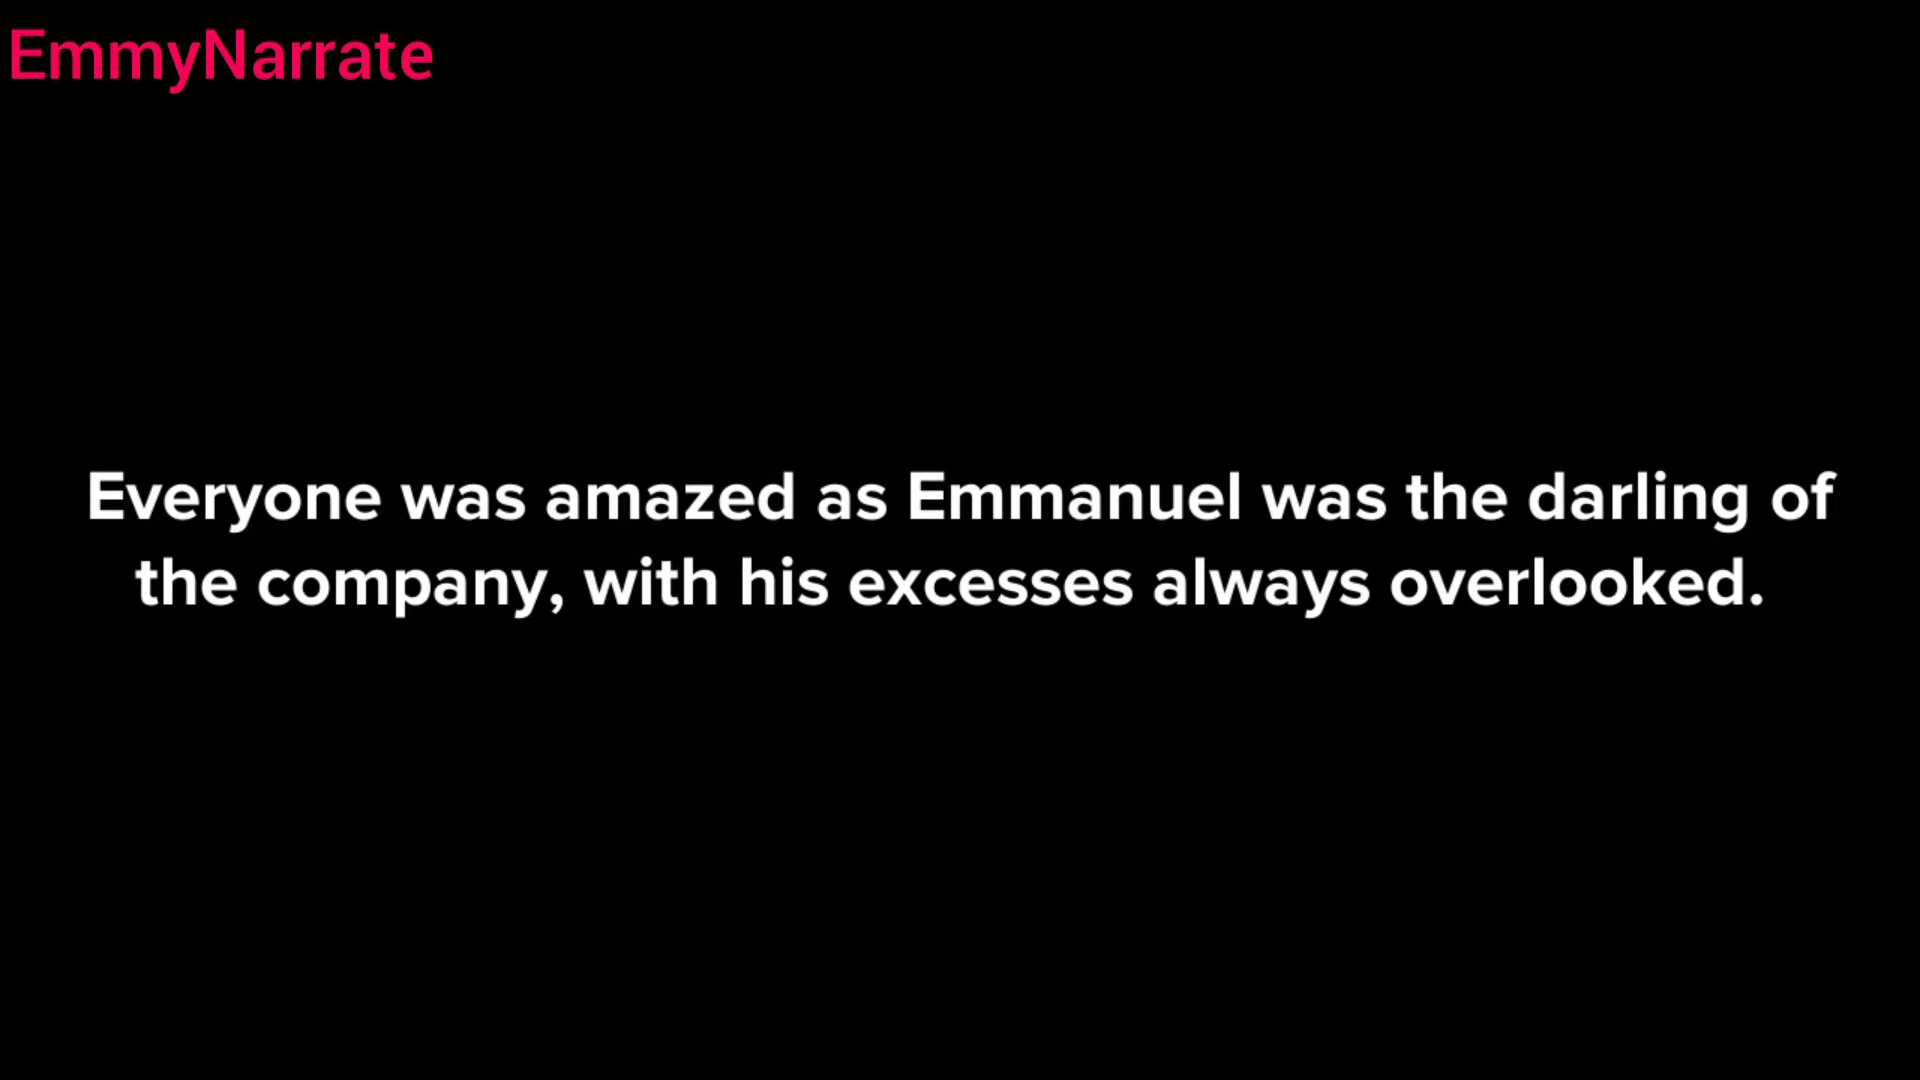 EmmyNarrate
Everyone was amazed as Emmanuel was the darling of
the company, with his excesses always overlooked.